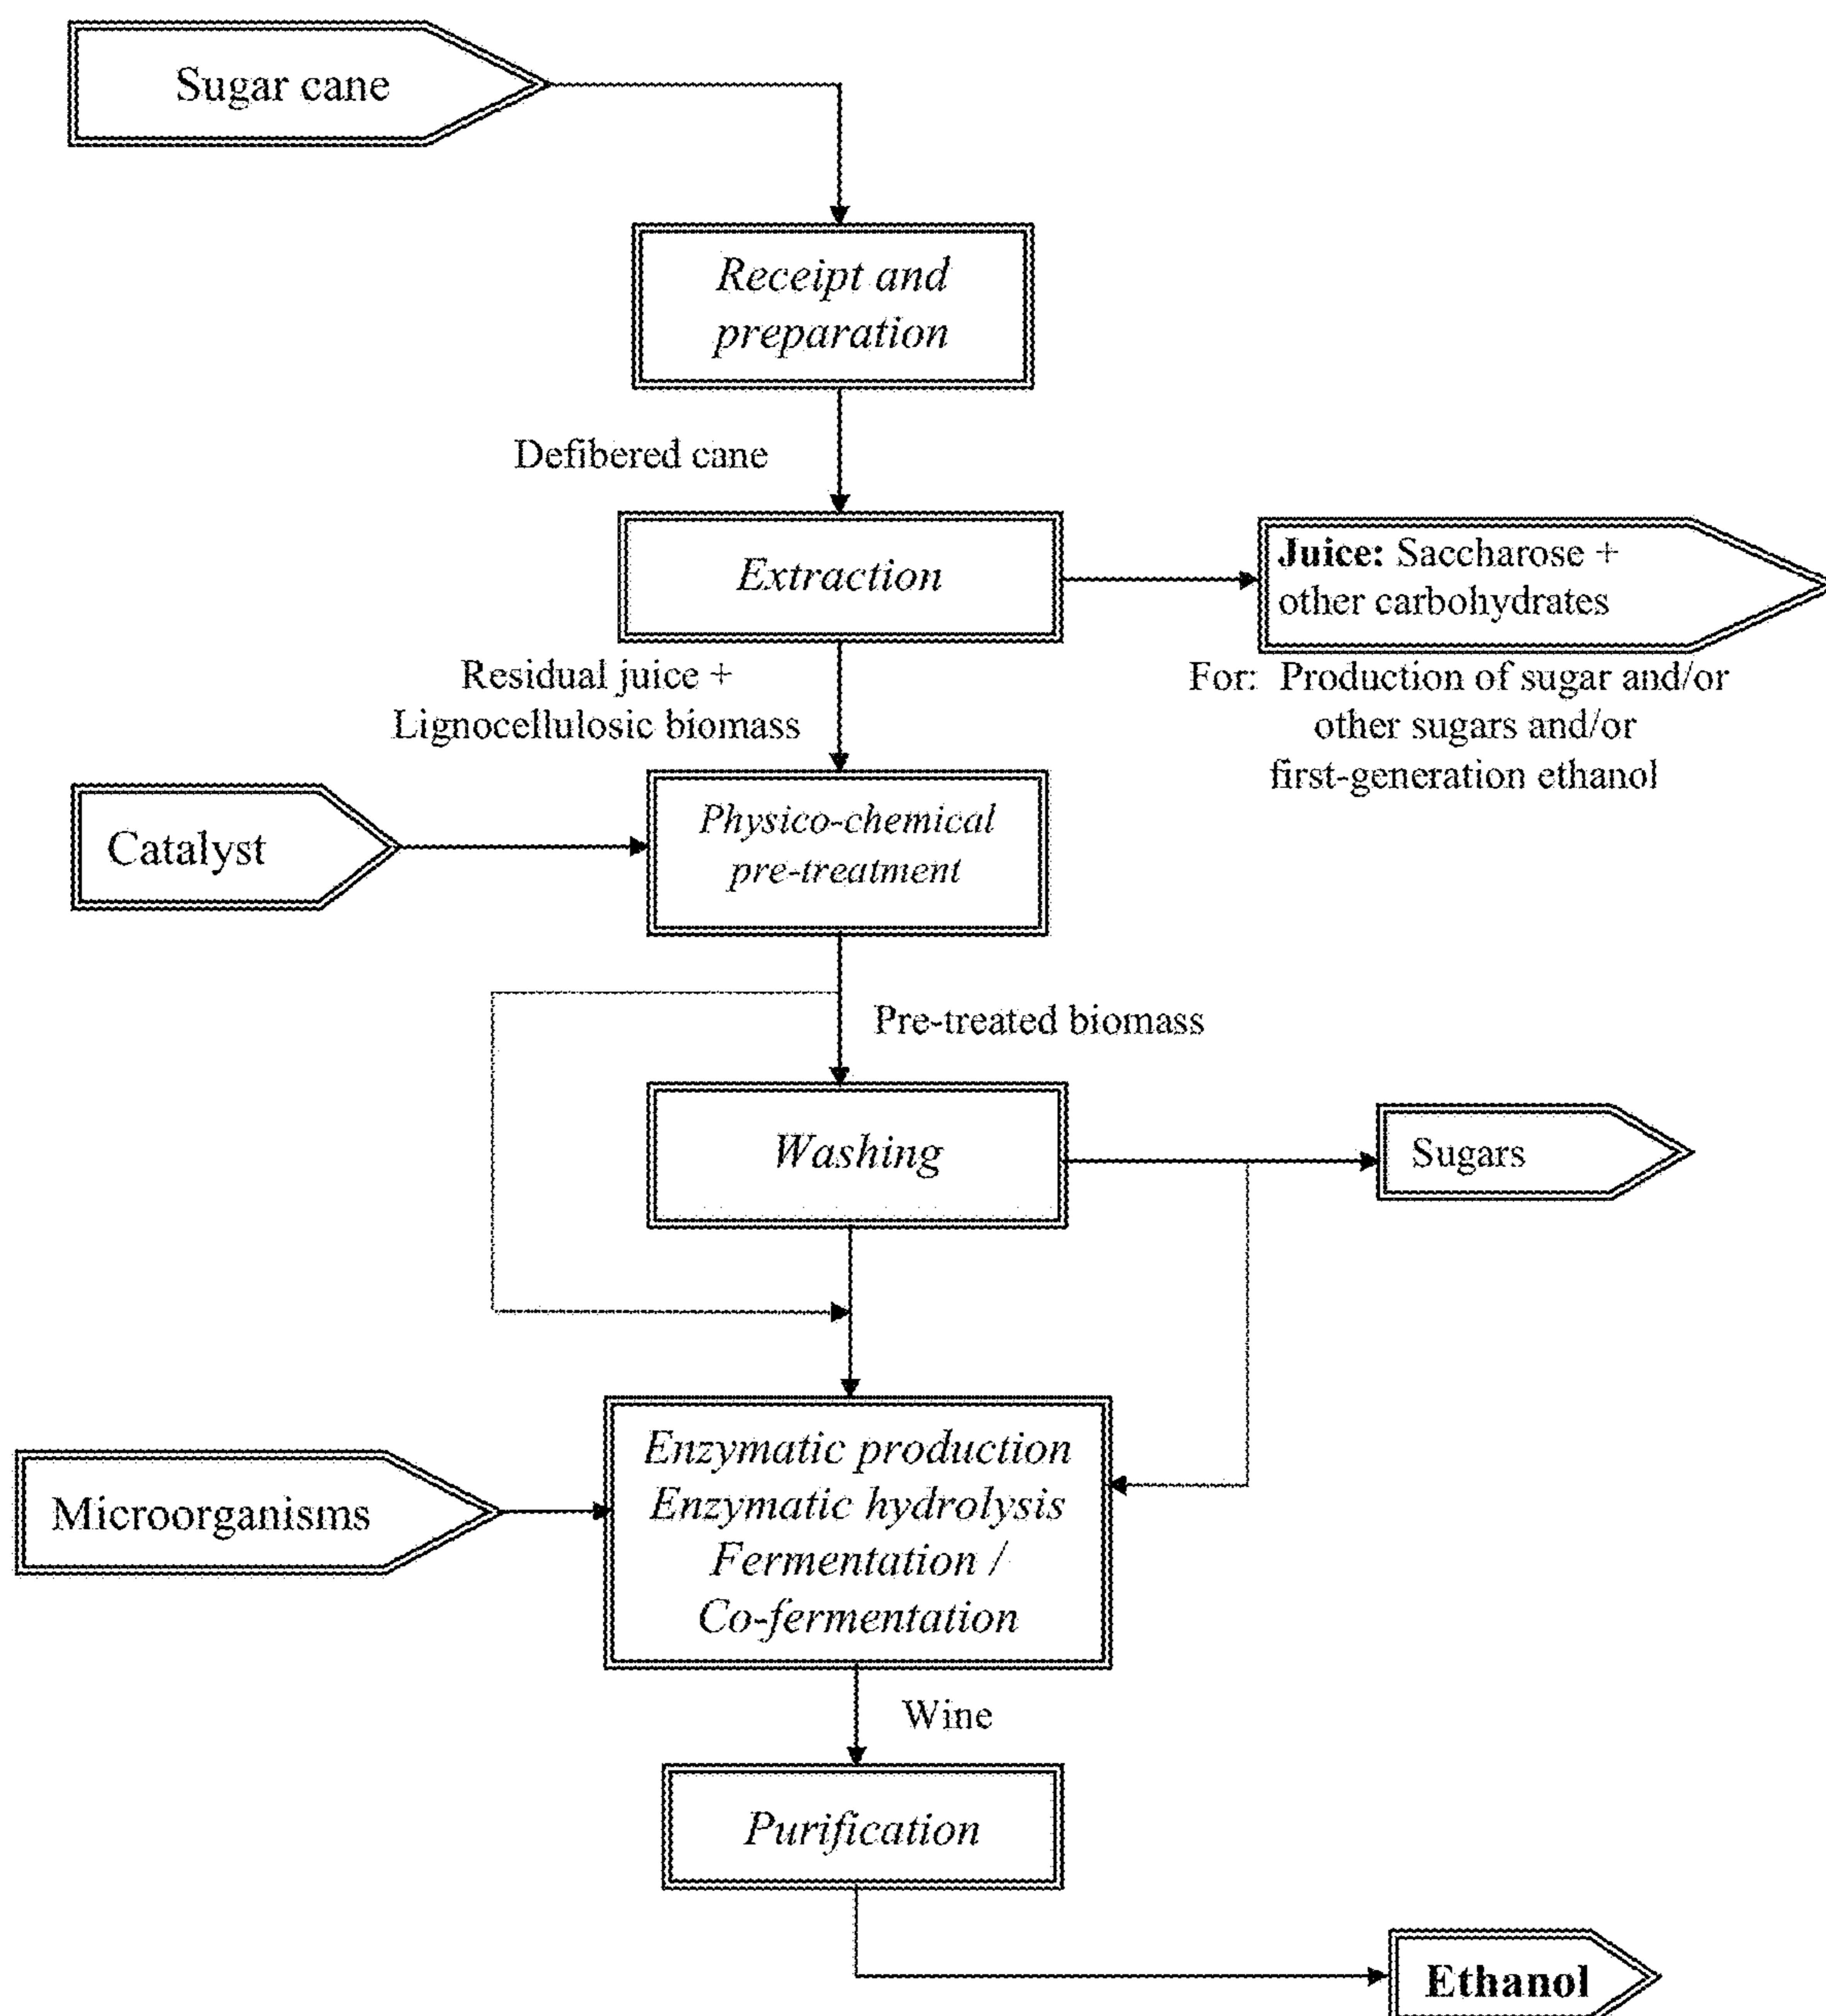 Sugar cane
Receipt and
preparation
Defibered cane
Extraction
Juice: Saccharose +
other carbohydrates
For: Production of sugar and/or
other sugars and/or
first-generation ethanol
Residual juice +
Lignocellulosic biomass
Catalyst
Physico-chemical
pre-treatment
Pre-treated biomass
Washing
Sugars
Microorganisms
Enzymatic production
Enzymatic hydrolysis
Fermentation /
Co-fermentation
Wine
Purification
Ethanol